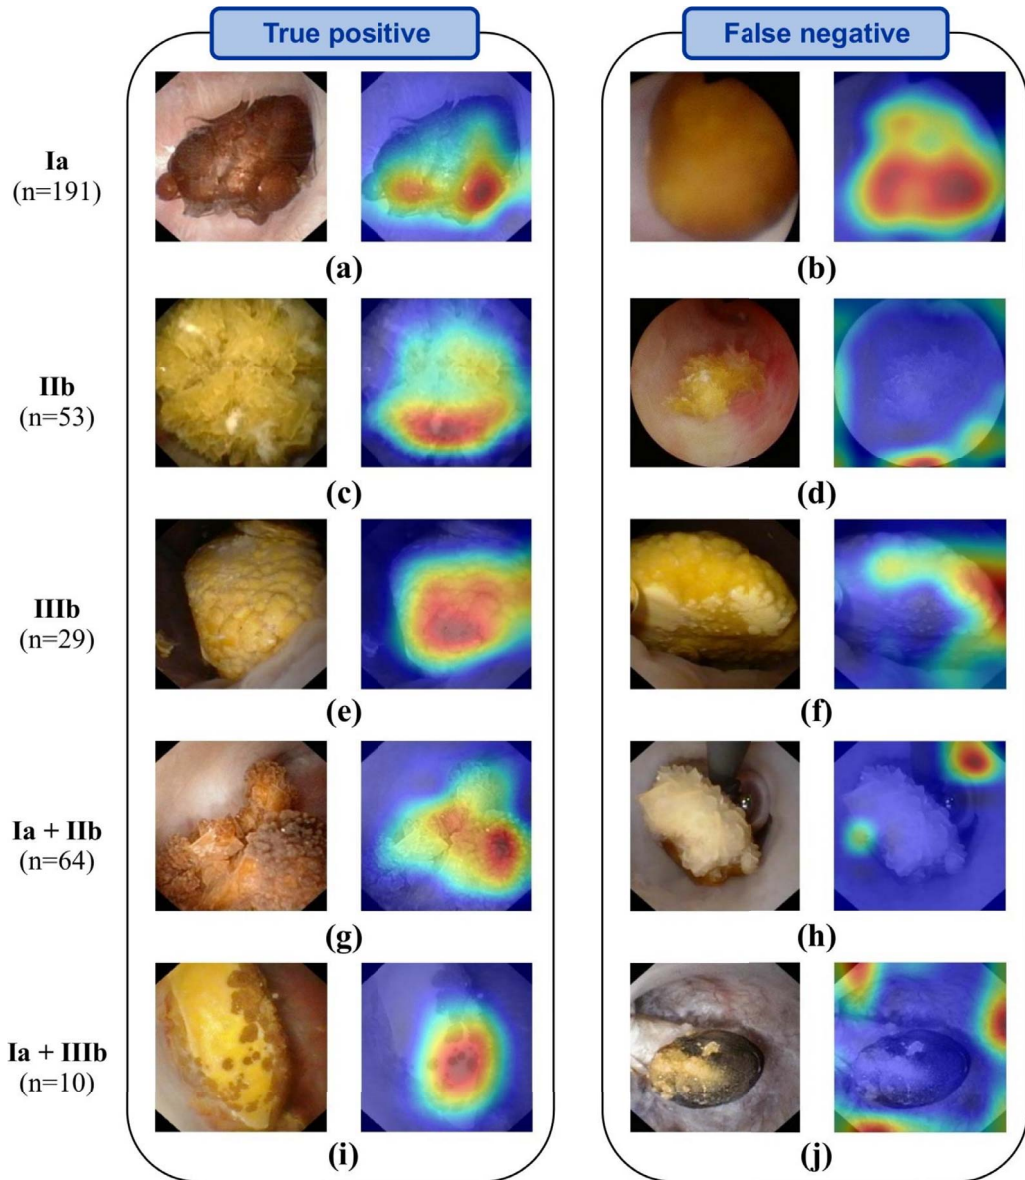 True positive
False negative
Ia
(n=191)
(a)
(b)
IIb
(n=53)
(c)
(d)
IIIb
(n=29)
(e)
(f)
Ia + IIb
(n=64)
(g)
(h)
Ia + IIIb
(n=10)
(i)
(j)